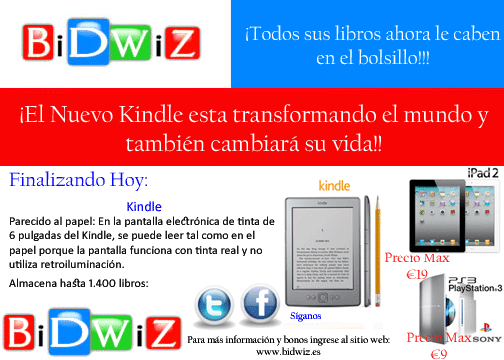 BiDWiZ
¡Todos sus libros ahora le caben
en el bolsillo!!!
¡El Nuevo Kindle esta transformando el mundo y
también cambiará su vida!!
Finalizando Hoy:
Kindle
Parecido al papel: En la pantalla electrónica de tinta de
6 pulgadas del Kindle, se puede leer tal como en el
papel porque la pantalla funciona con tinta real y no
utiliza retroiluminación.
Almacena hasta 1.400 libros:
kindle
kindle
iPad 2
Precio Max
€19
PS3
PlayStation®3
SONY
Precio Max
€9
Síganos
BiDWiZ
Para más información y bonos ingrese al sitio web:
www.bidwiz.es